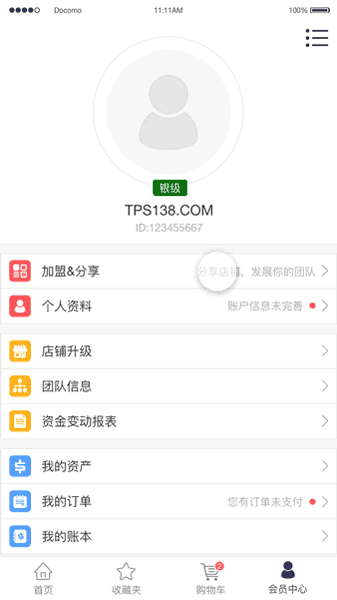 Docomo 11:11AM 100%
银级
TPS138.COM
ID:123455667
加盟&分享 分享店铺，发展你的团队
个人资料 账户信息未完善
店铺升级
团队信息
资金变动报表
我的资产
我的订单 您有订单未支付
我的账本
2
首页 收藏夹 购物车 会员中心